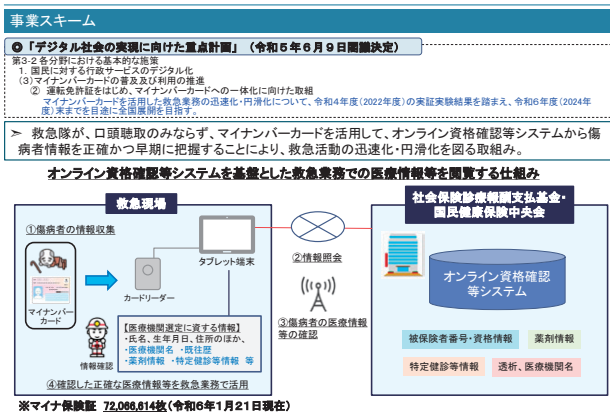 事業スキーム
◎「デジタル社会の実現に向けた重点計画」（令和５年６月９日閣議決定）
第3-2 各分野における基本的な施策
1. 国民に対する行政サービスのデジタル化
(3)マイナンバーカードの普及及び利用の推進
② 運転免許証をはじめ、マイナンバーカードへの一体化に向けた取組
マイナンバーカードを活用した救急業務の迅速化・円滑化について、令和４年度(2022年度)の実証実験結果を踏まえ、令和６年度(2024年
度)末までを目途に全国展開を目指す。
➢ 救急隊が、口頭聴取のみならず、マイナンバーカードを活用して、オンライン資格確認等システムから傷
病者情報を正確かつ早期に把握することにより、救急活動の迅速化・円滑化を図る取組み。
オンライン資格確認等システムを基盤とした救急業務での医療情報等を閲覧する仕組み
救急現場
①傷病者の情報収集
マイナンバー
カード
カードリーダー
タブレット端末
情報確認
【医療機関選定に資する情報】
・氏名、生年月日、住所のほか、
・医療機関名 ・既往歴
・薬剤情報 ・特定健診等情報 等
④確認した正確な医療情報等を救急業務で活用
②情報照会
③傷病者の医療情報
等の確認
社会保険診療報酬支払基金・
国民健康保険中央会
オンライン資格確認
等システム
被保険者番号・資格情報
薬剤情報
特定健診等情報
透析、医療機関名
※マイナ保険証 72,066,614枚(令和６年１月21日現在)